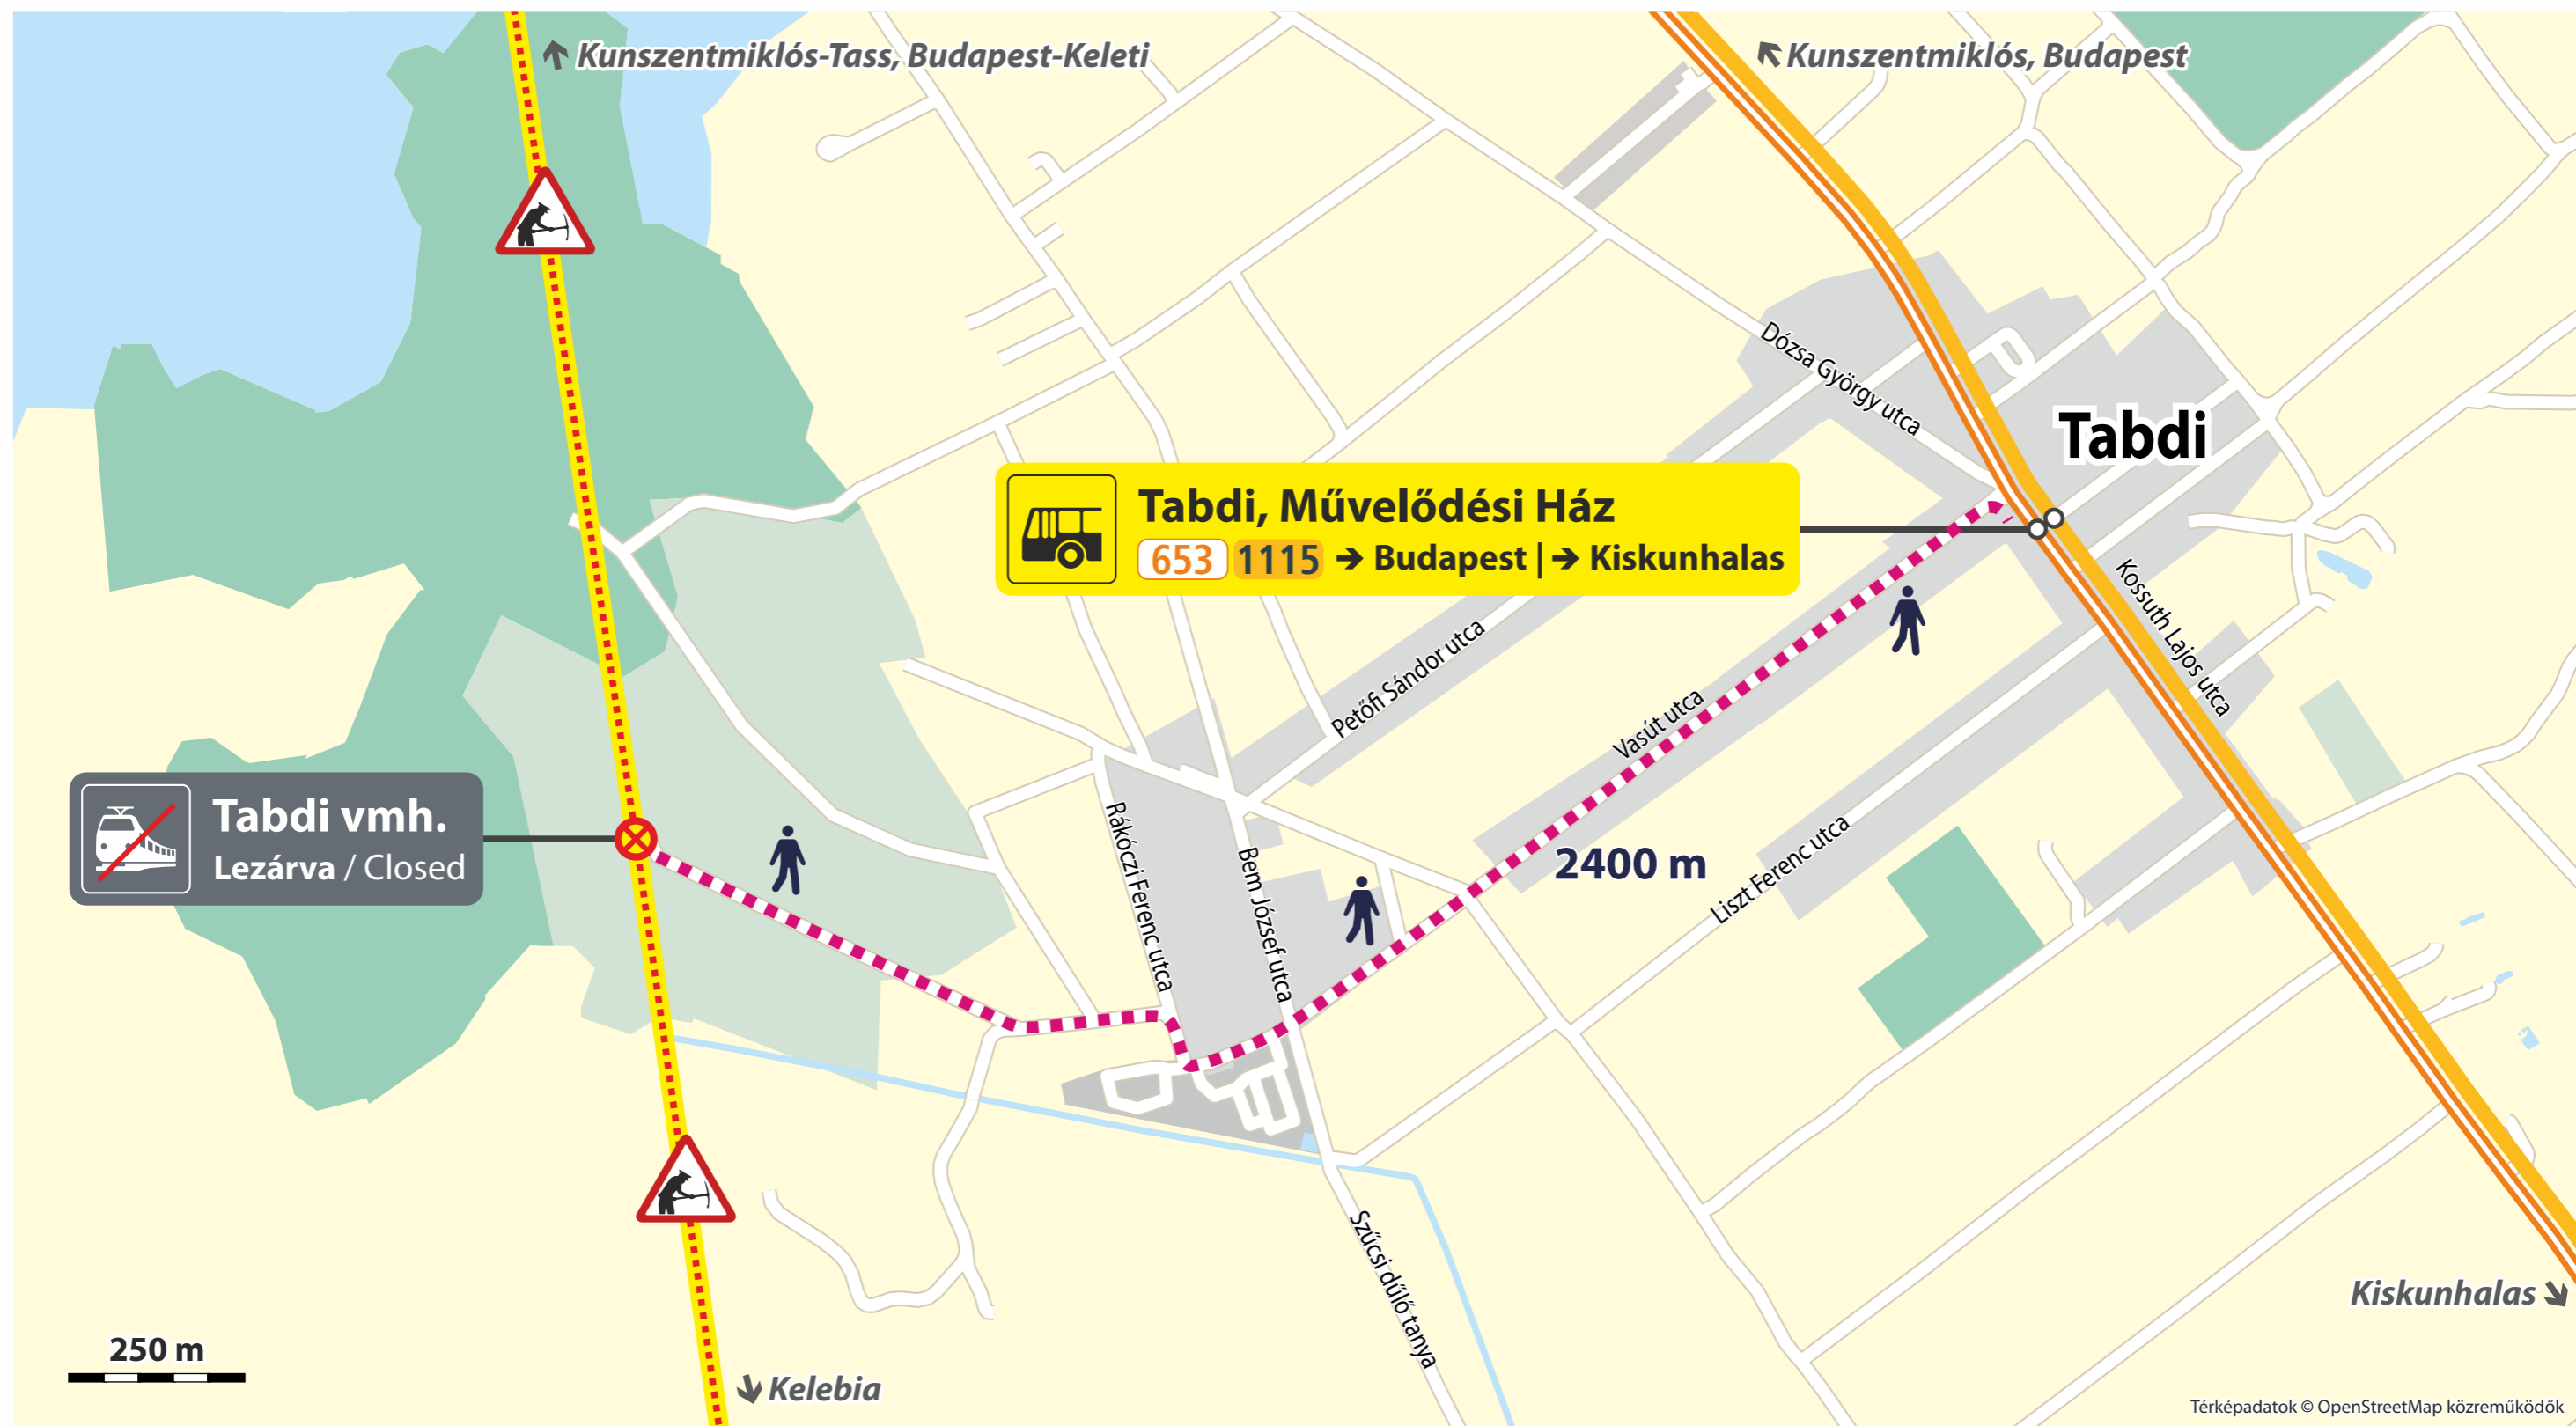 Kunszentmiklós-Tass, Budapest-Keleti
Kunszentmiklós, Budapest
Dózsa György utca
Tabdi
Tabdi, Művelődési Ház
653 1115 → Budapest | → Kiskunhalas
Kossuth Lajos utca
Petőfi Sándor utca
Vasút utca
Tabdi vmh.
Lezárva / Closed
Rákóczi Ferenc utca
Bem József utca
2400 m
Liszt Ferenc utca
Szűcsi dűlő tanya
Kiskunhalas
250 m
Kelebia
Térképadatok © OpenStreetMap közreműködők